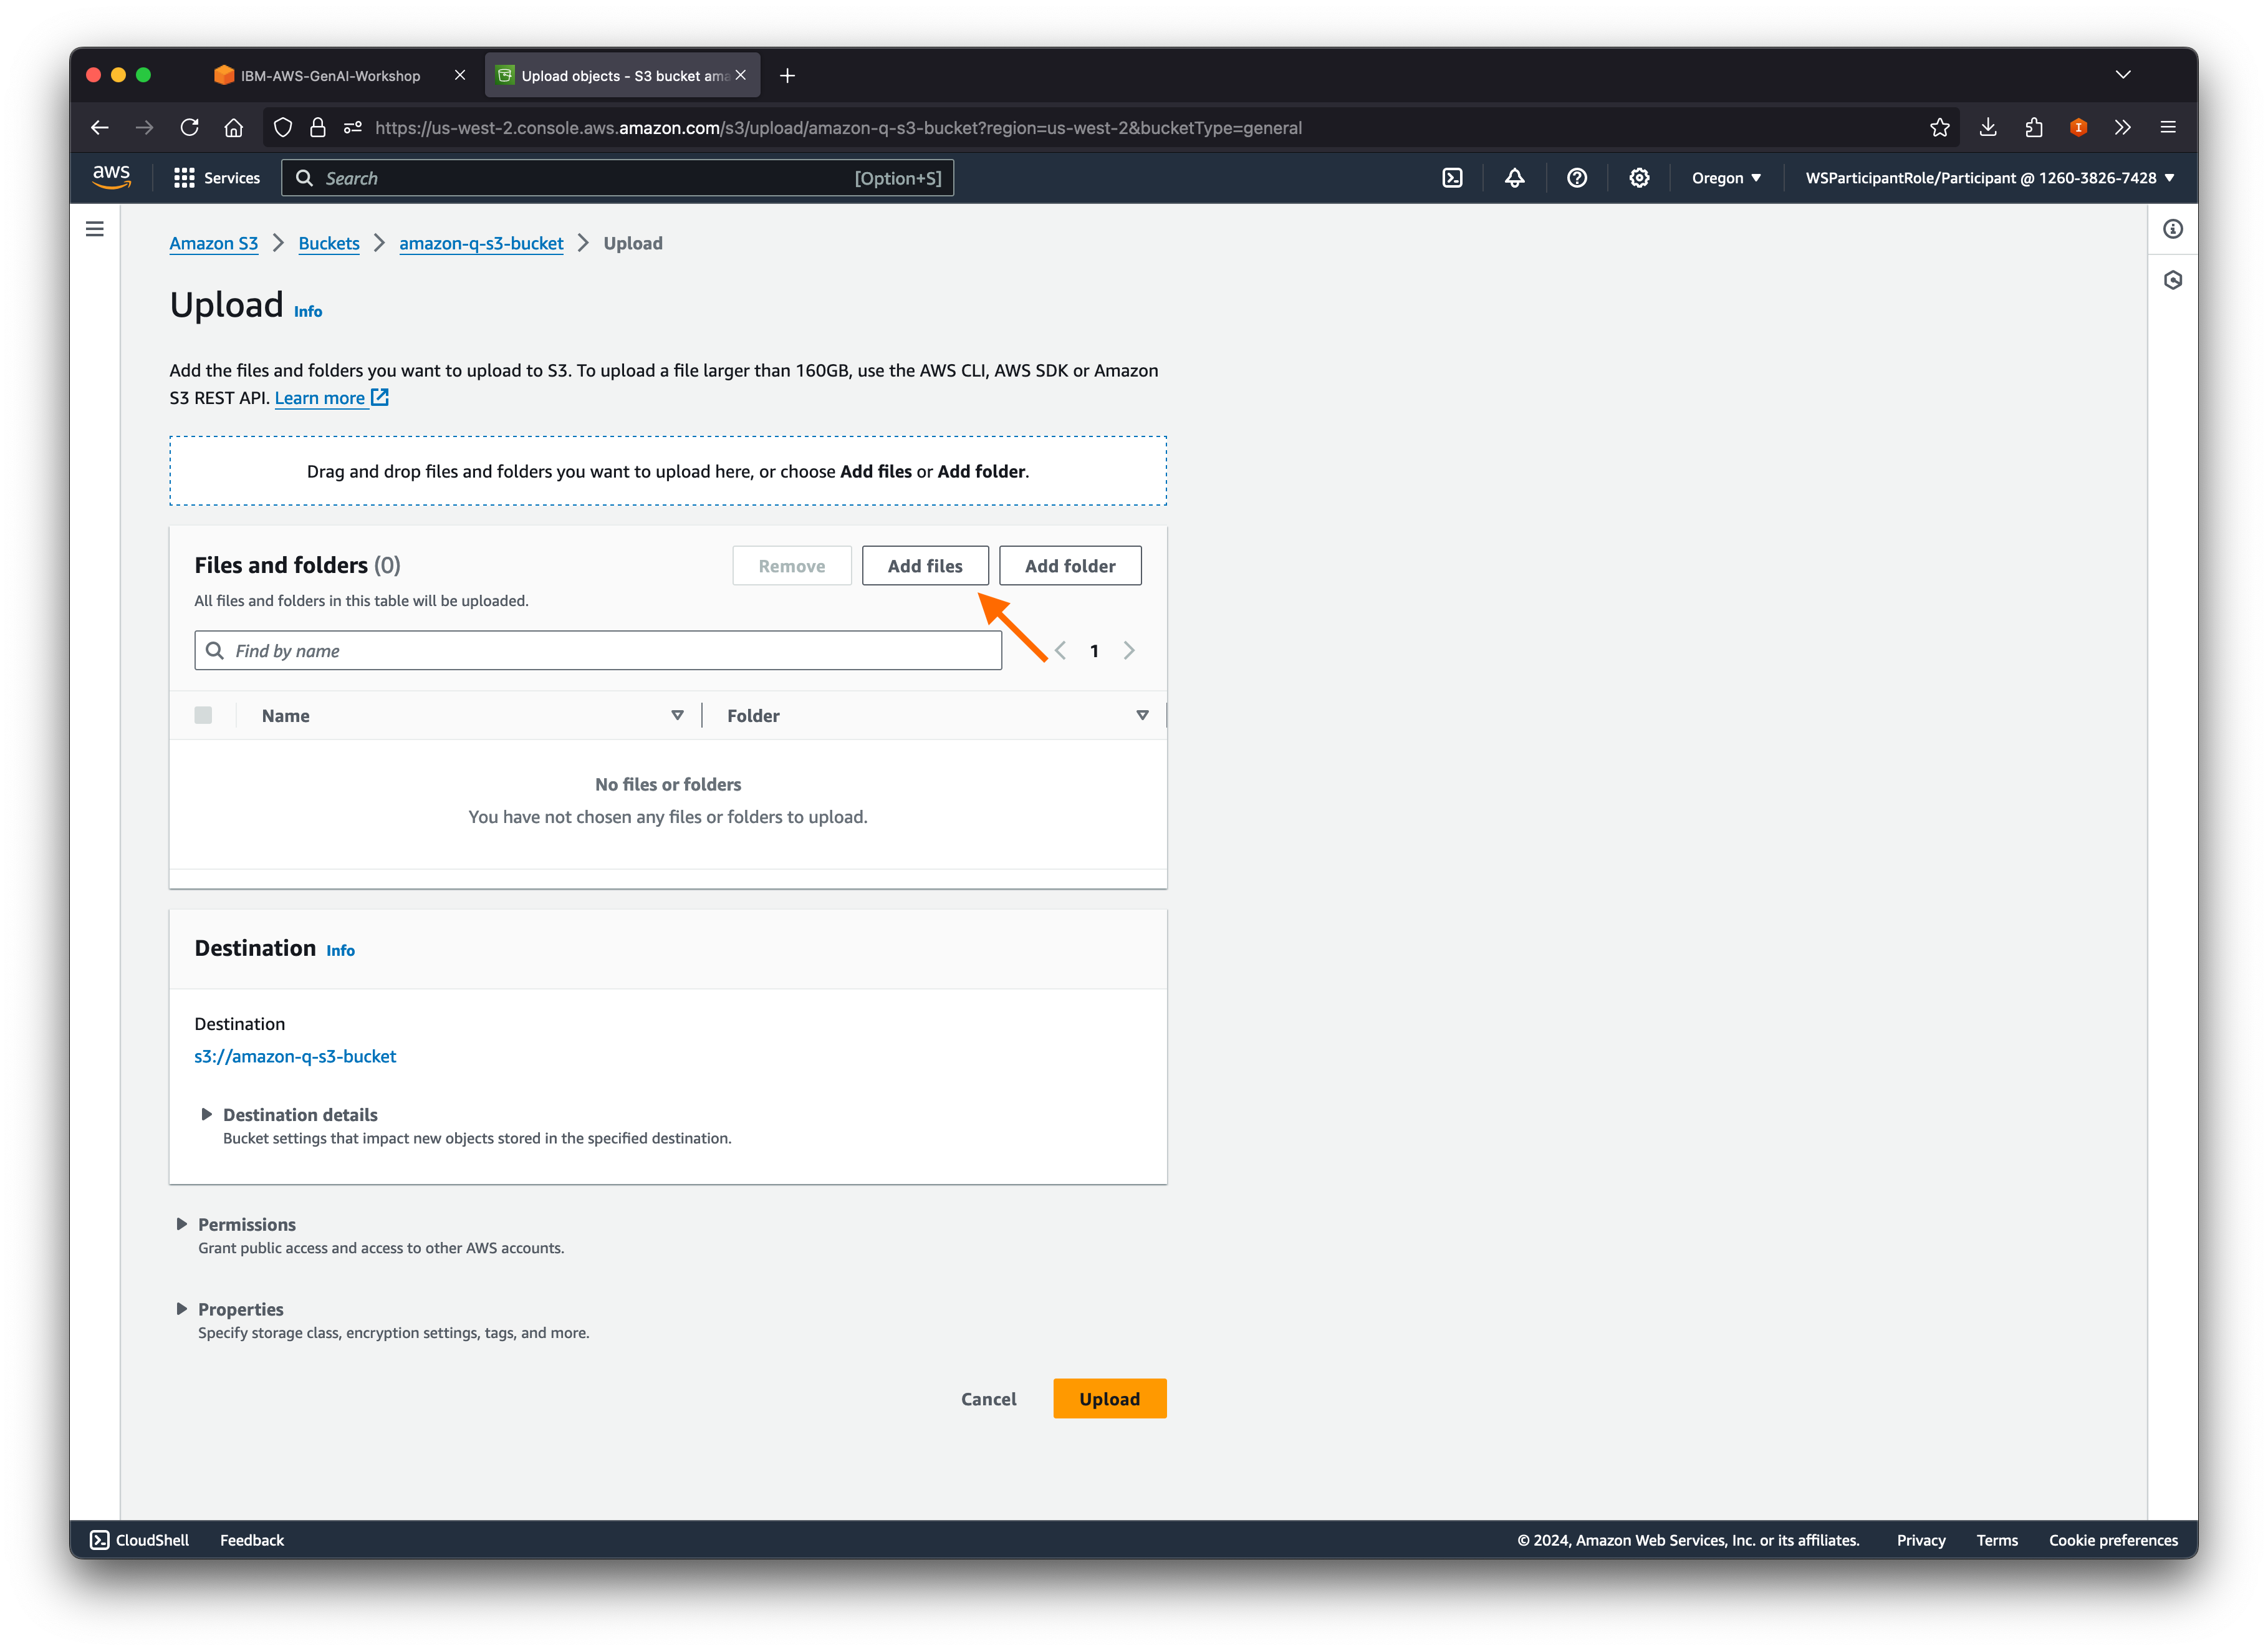 IBM-AWS-GenAI-Workshop
Upload objects - S3 bucket ama
https://us-west-2.console.aws.amazon.com/s3/upload/amazon-q-s3-bucket?region=us-west-2&bucketType=general
aws
Services
Search
[Option+S]
Oregon
WSParticipantRole/Participant @ 1260-3826-7428
Amazon S3
Buckets
amazon-q-s3-bucket
Upload
Upload Info
Add the files and folders you want to upload to S3. To upload a file larger than 160GB, use the AWS CLI, AWS SDK or Amazon
S3 REST API. Learn more
Drag and drop files and folders you want to upload here, or choose Add files or Add folder.
Files and folders (0)
Remove
Add files
Add folder
All files and folders in this table will be uploaded.
Find by name
1
Name
Folder
No files or folders
You have not chosen any files or folders to upload.
Destination Info
Destination
s3://amazon-q-s3-bucket
Destination details
Bucket settings that impact new objects stored in the specified destination.
Permissions
Grant public access and access to other AWS accounts.
Properties
Specify storage class, encryption settings, tags, and more.
Cancel
Upload
CloudShell
Feedback
© 2024, Amazon Web Services, Inc. or its affiliates.
Privacy
Terms
Cookie preferences